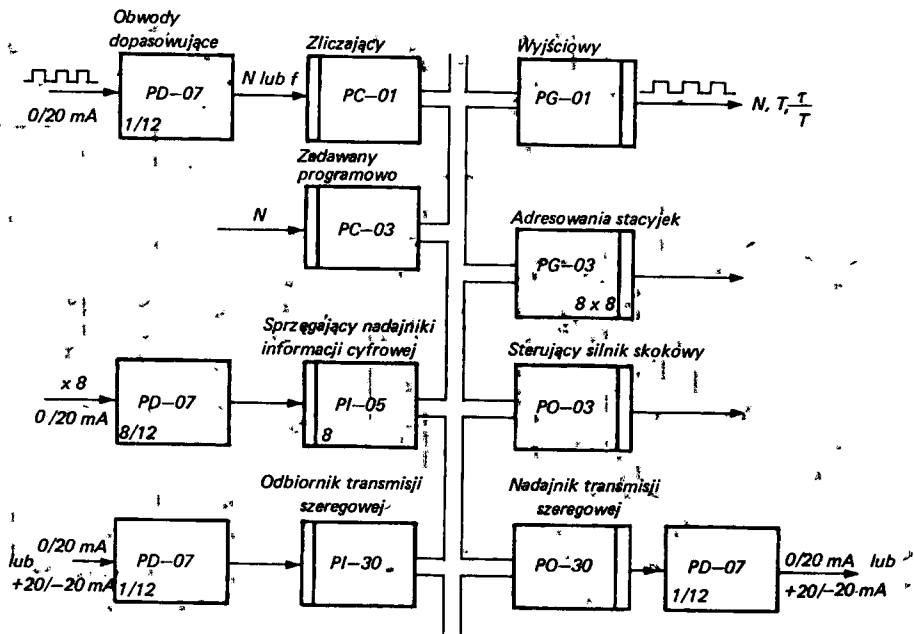 Obwody
dopasowujące
PD-07
1/12
0/20 mA
N lub f
Zliczający
PC-01
Wyjściowy
PG-01
N, T, τ/T
Zadawany
programowo
N
PC-03
Adresowania stacyjek
PG-03
8 x 8
Sprzęgający nadajniki
informacji cyfrowej
x 8
0/20 mA
PD-07
8/12
PI-05
8
Sterujący silnik skokowy
PO-03
Odbiornik transmisji
szeregowej
lub
0/20 mA
+20/-20 mA
PD-07
1/12
PI-30
Nadajnik transmisji
szeregowej
PO-30
PD-07
1/12
0/20 mA
lub
+20/-20 mA